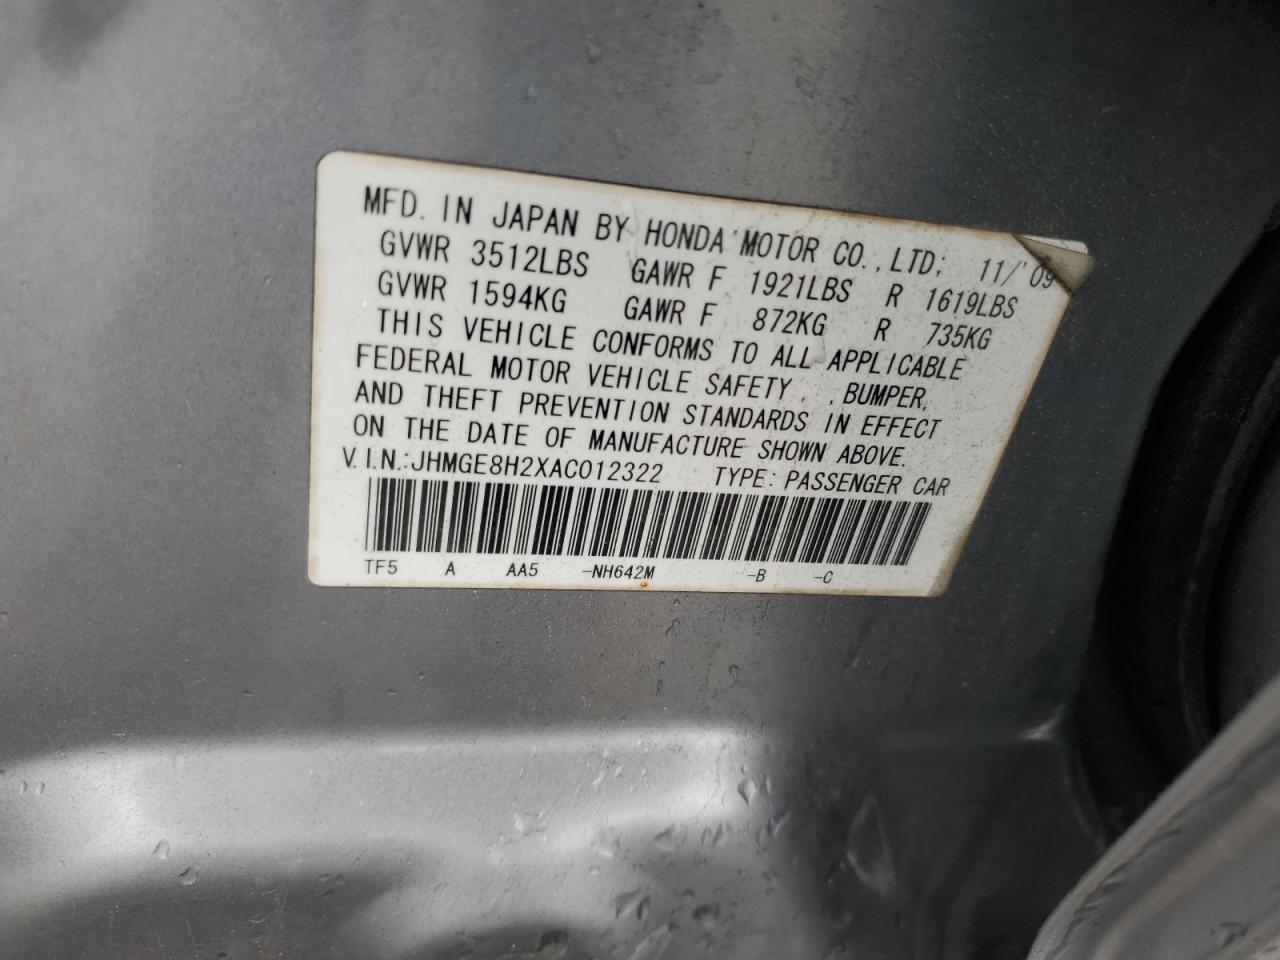 MFD. IN JAPAN BY HONDA MOTOR CO., LTD; 11/'09
GVWR 3512LBS GAWR F 1921LBS R 1619LBS
GVWR 1594KG GAWR F 872KG R 735KG
THIS VEHICLE CONFORMS TO ALL APPLICABLE
FEDERAL MOTOR VEHICLE SAFETY, , BUMPER,
AND THEFT PREVENTION STANDARDS IN EFFECT
ON THE DATE OF MANUFACTURE SHOWN ABOVE.
V.I.N.:JHMGE8H2XAC012322 TYPE: PASSENGER CAR
TF5 A AA5 -NH642M -B -C